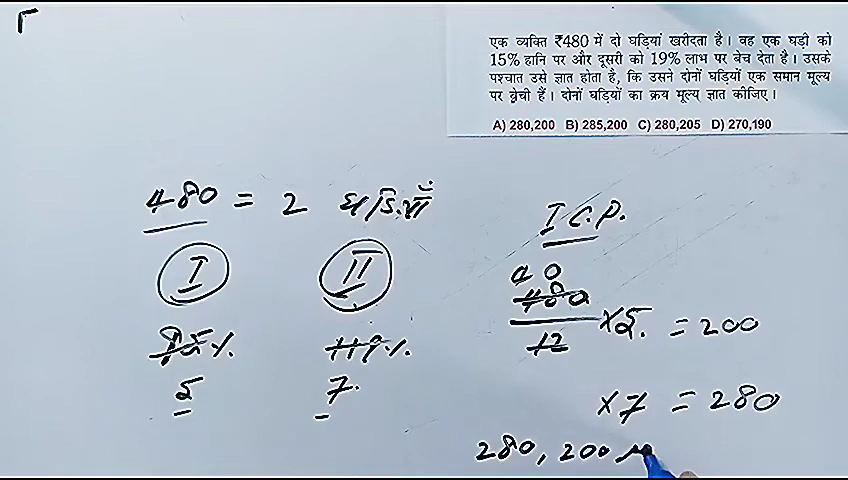 एक व्यक्ति ₹480 में दो घड़ियां खरीदता है। वह एक घड़ी को
15% हानि पर और दूसरी को 19% लाभ पर बेच देता है। उसके
पश्चात उसे ज्ञात होता है, कि उसने दोनों घड़ियों एक समान मूल्य
पर बेची हैं। दोनों घड़ियों का क्रय मूल्य ज्ञात कीजिए।
A) 280,200 B) 285,200 C) 280,205 D) 270,190
480 = 2 घड़ियाँ
I II
85% 119%
5 7
I C.P.
40
480
12 ×5 = 200
×7 = 280
280, 200